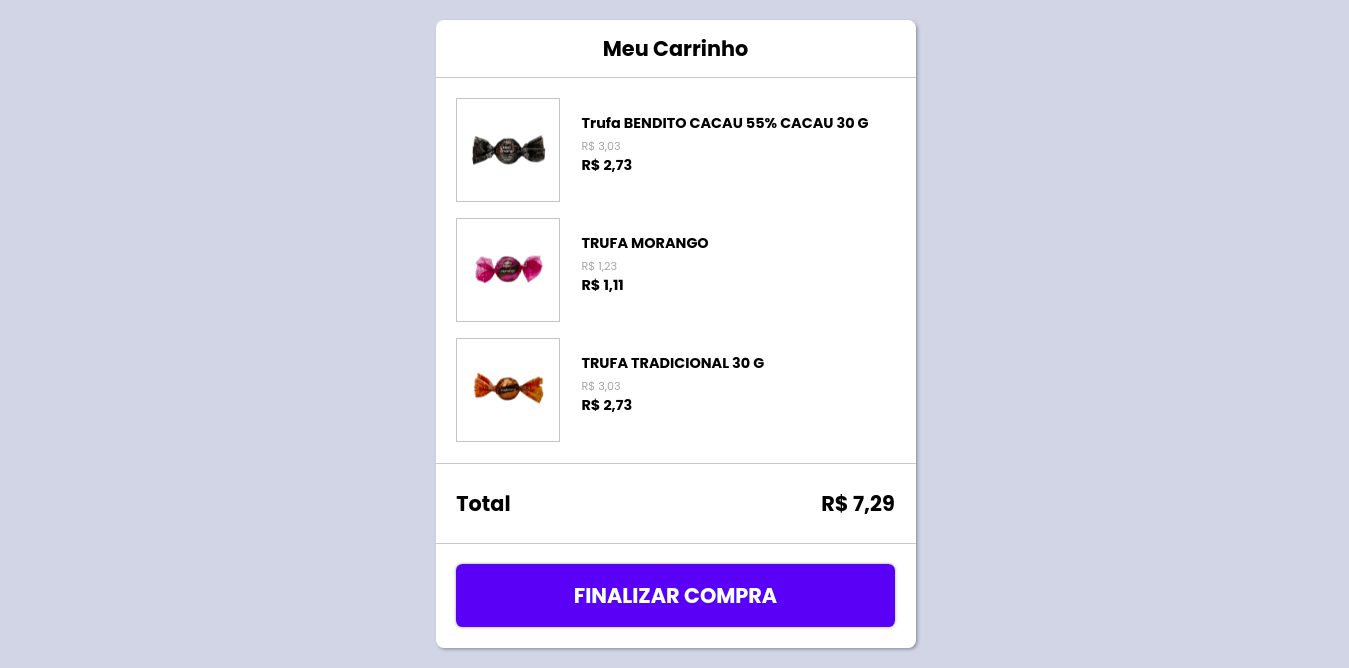 Meu Carrinho
Trufa BENDITO CACAU 55% CACAU 30 G
R$ 3,03
R$ 2,73
TRUFA MORANGO
R$ 1,23
R$ 1,11
TRUFA TRADICIONAL 30 G
R$ 3,03
R$ 2,73
Total R$ 7,29
FINALIZAR COMPRA